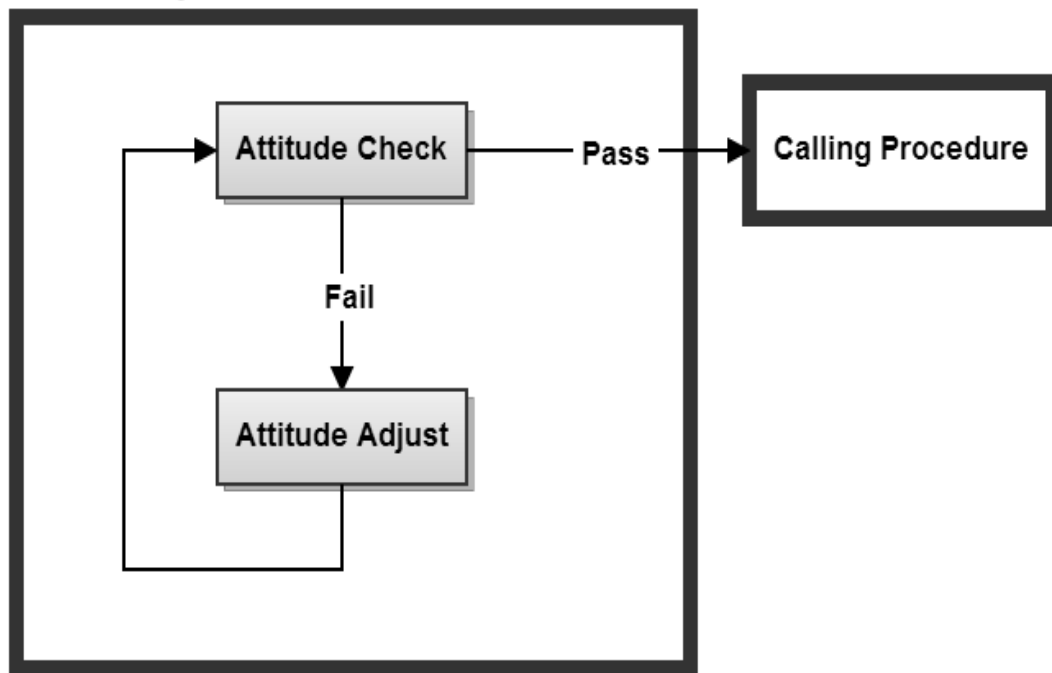 Attitude Check
Pass
Calling Procedure
Fail
Attitude Adjust